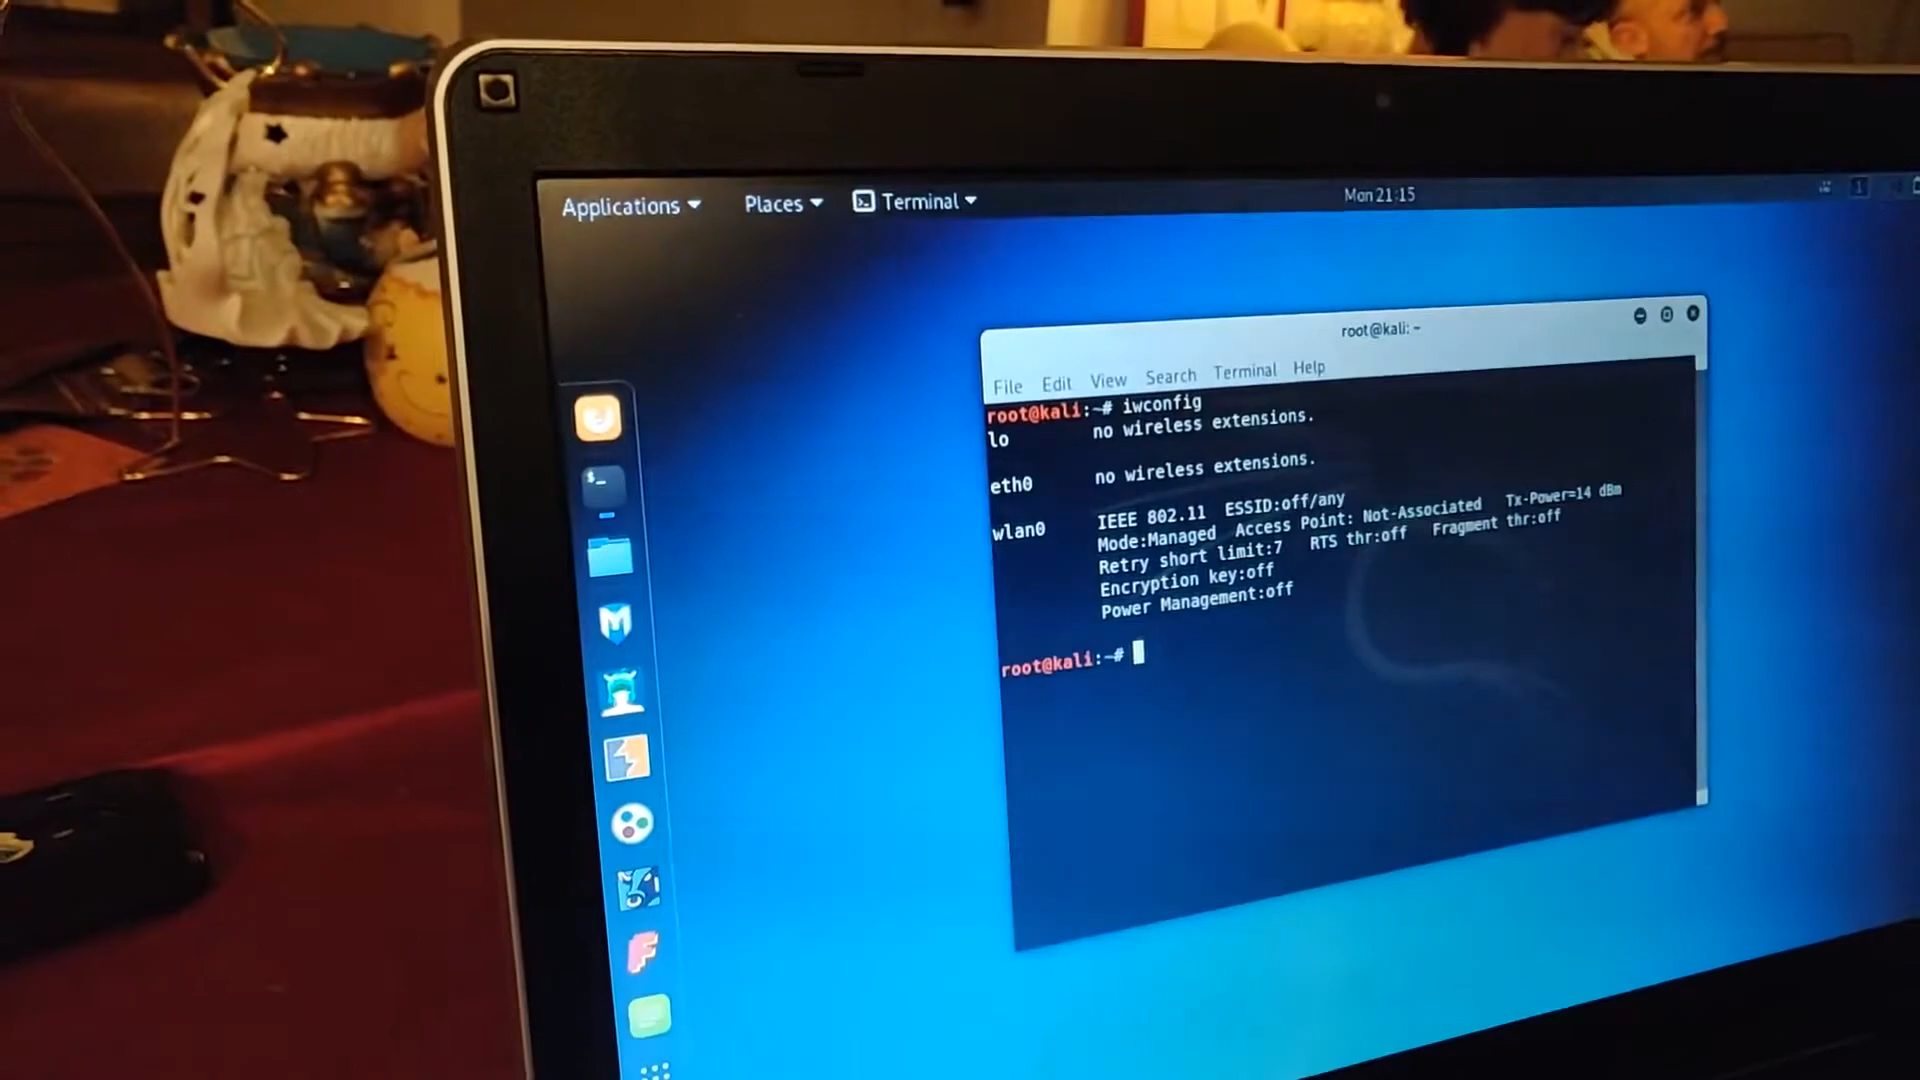 Applications Places Terminal Mon 21:15
root@kali: ~
File Edit View Search Terminal Help
root@kali:~# iwconfig
lo no wireless extensions.
eth0 no wireless extensions.
wlan0 IEEE 802.11 ESSID:off/any
Mode:Managed Access Point: Not-Associated Tx-Power=14 dBm
Retry short limit:7 RTS thr:off Fragment thr:off
Encryption key:off
Power Management:off
root@kali:~#